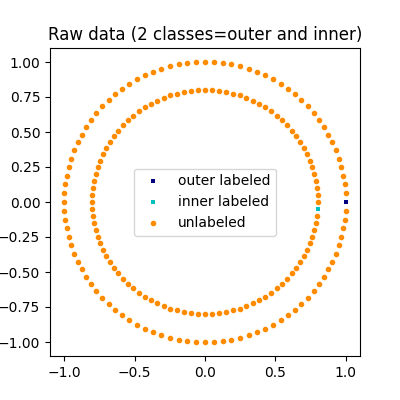 Raw data (2 classes=outer and inner)
1.00
0.75
0.50
0.25
0.00
−0.25
−0.50
−0.75
−1.00
outer labeled
inner labeled
unlabeled
−1.0 −0.5 0.0 0.5 1.0